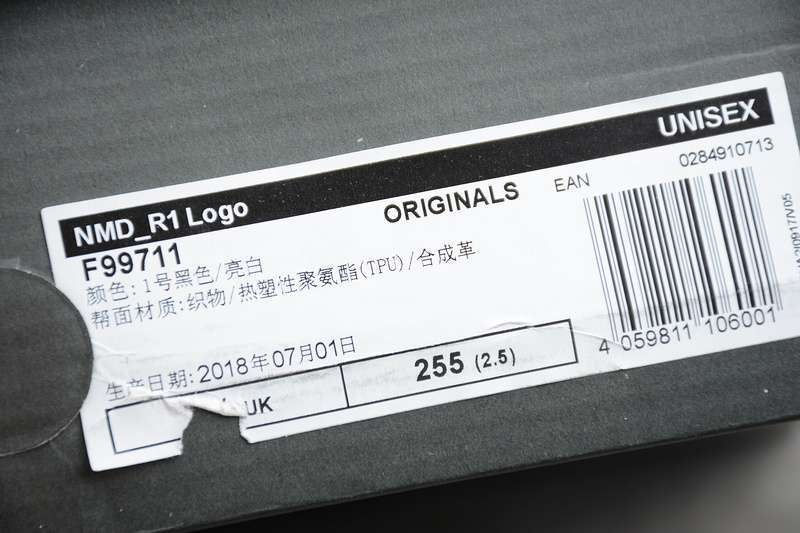 UNISEX
NMD_R1 Logo
0284910713
F99711
ORIGINALS
EAN
颜色:1号黑色/亮白
帮面材质:织物/热塑性聚氨酯(TPU)/合成革
生产日期:2018年07月01日
4 059811 106001
UK
255 (2.5)